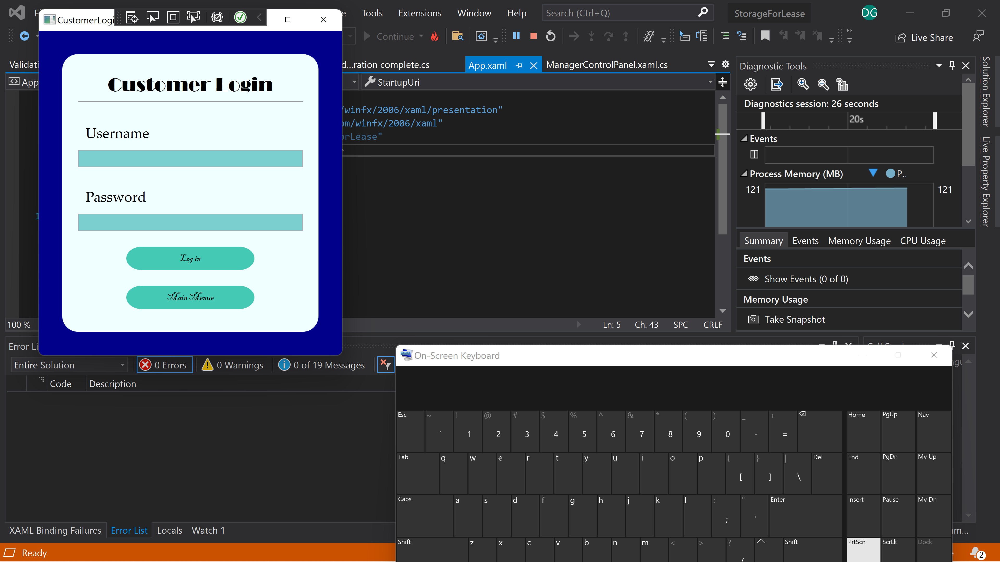 CustomerLogi
Tools
Extensions
Window
Help
Search (Ctrl+Q)
StorageForLease
DG
Continue
Live Share
Validati
d...ration complete.cs
App.xaml
ManagerControlPanel.xaml.cs
App
StartupUri
/winfx/2006/xaml/presentation"
om/winfx/2006/xaml"
orLease"
>
1
100 %
Ln: 5
Ch: 43
SPC
CRLF
Customer Login
Username
Password
Log in
Main Menue
Diagnostic Tools
Diagnostics session: 26 seconds
20s
Events
Process Memory (MB)
P..
121
121
Summary
Events
Memory Usage
CPU Usage
Events
Show Events (0 of 0)
Memory Usage
Take Snapshot
Solution Explorer
Live Property Explorer
Error Li
Entire Solution
0 Errors
0 Warnings
0 of 19 Messages
Code
Description
XAML Binding Failures
Error List
Locals
Watch 1
Ready
On-Screen Keyboard
Esc ~ ` ! 1 @ 2 # 3 $ 4 % 5 ^ 6 & 7 * 8 ( 9 ) 0 _ - + = Home PgUp Nav
Tab q w e r t y u i o p { [ } ] | \ Del End PgDn Mv Up
Caps a s d f g h j k l : ; " ' Enter Insert Pause Mv Dn
Shift z x c v b n m < > ? / Shift PrtScn ScrLk Dock
2